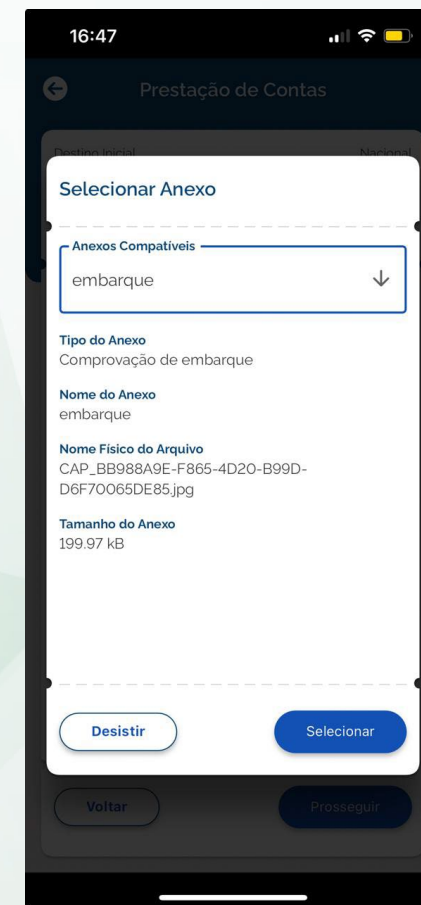 16:47
Prestação de Contas
Destino Inicial
Nacional
Selecionar Anexo
Anexos Compatíveis
embarque
Tipo do Anexo
Comprovação de embarque
Nome do Anexo
embarque
Nome Físico do Arquivo
CAP_BB988A9E-F865-4D20-B99D-
D6F70065DE85.jpg
Tamanho do Anexo
199.97 kB
Desistir
Selecionar
Voltar
Prosseguir